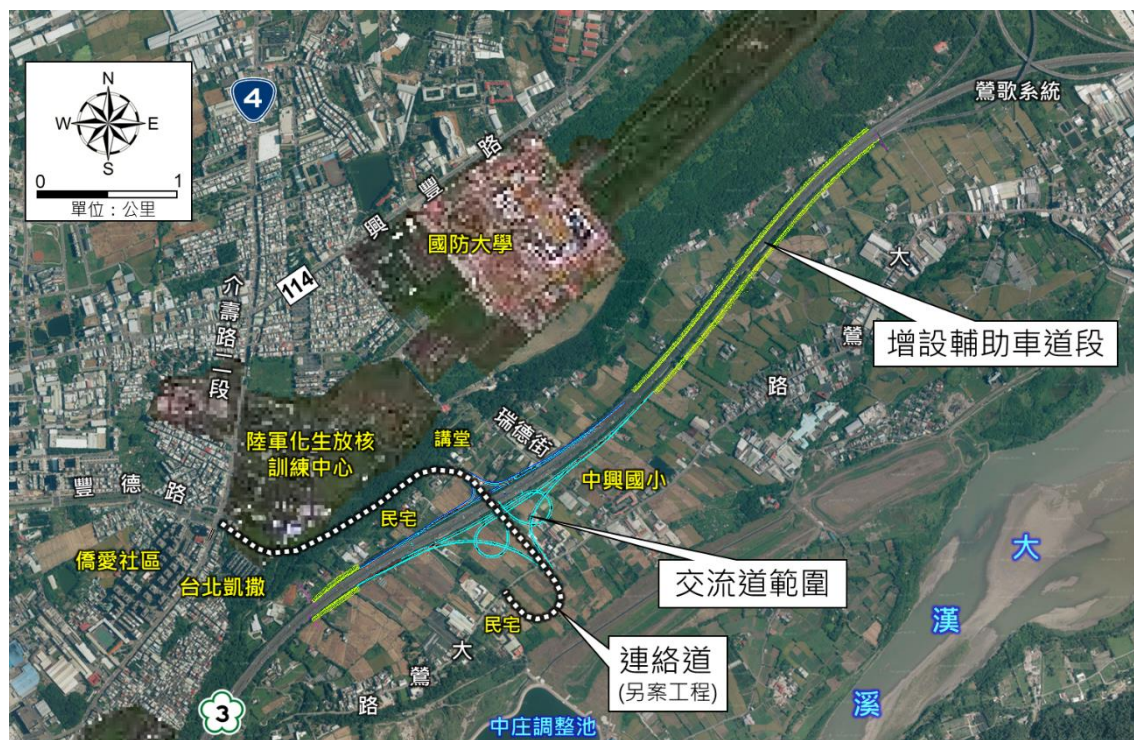 N
W E
S
0 1
單位：公里
4
鶯歌系統
興豐路
國防大學
114
介壽路二段
大鶯路
增設輔助車道段
瑞德街
講堂
陸軍化生放核
訓練中心
中興國小
豐德路
民宅
僑愛社區
台北凱撒
交流道範圍
大漢溪
民宅
連絡道
(另案工程)
大鶯路
3
中庄調整池